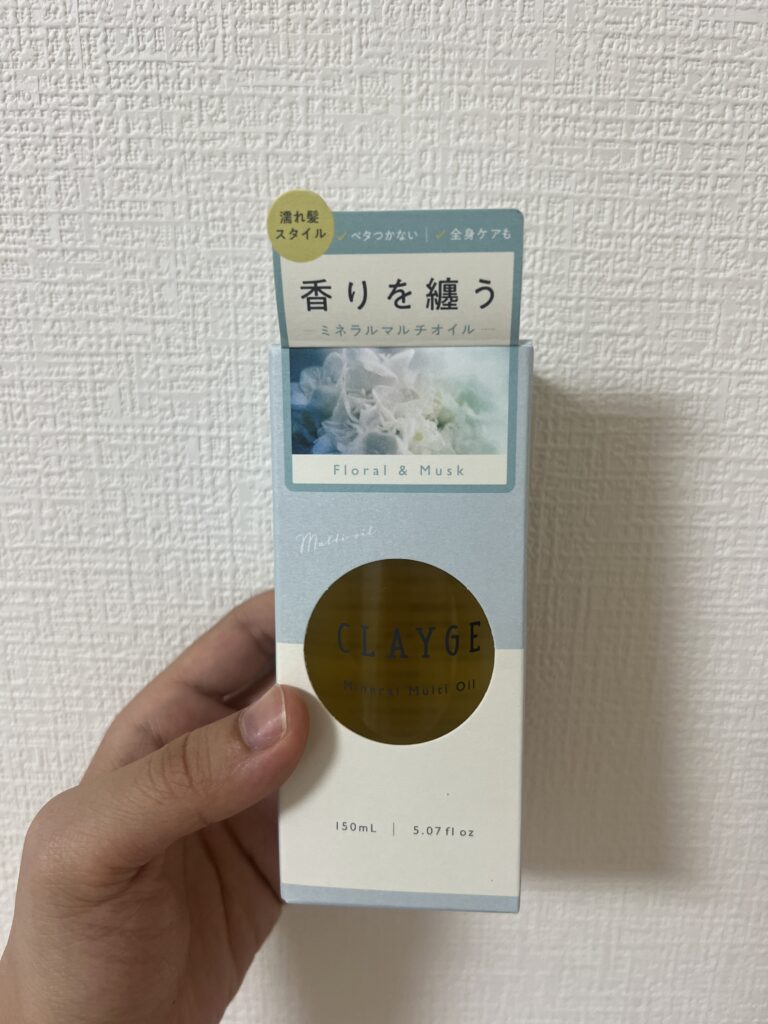 濡れ髪
スタイル
✓ベタつかない | ✓全身ケアも
香りを纏う
ミネラルマルチオイル
Floral & Musk
Multi oil
CLAYGE
Mineral Multi Oil
150mL | 5.07 fl oz